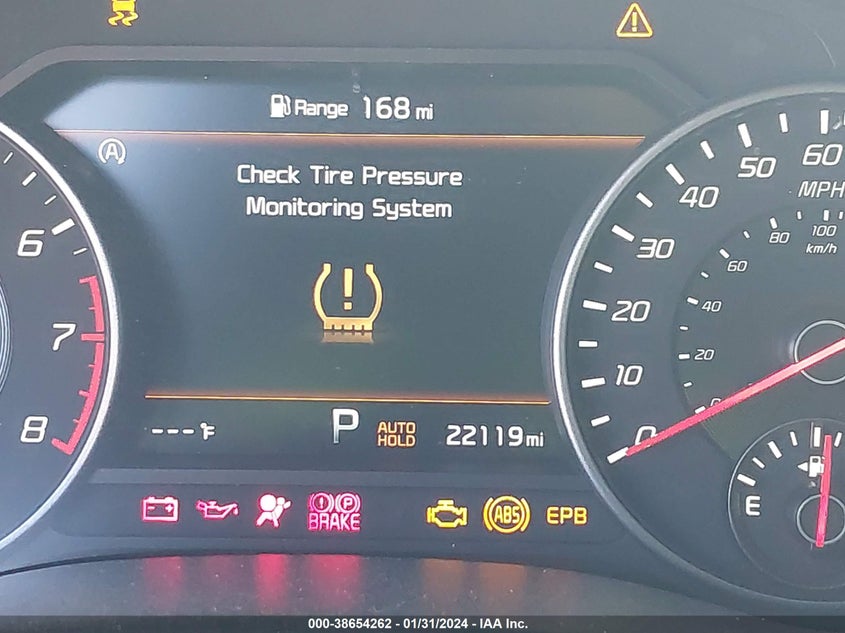 Range 168 mi
A
Check Tire Pressure
Monitoring System
6
7
8
60
50
40
30
20
10
0
MPH
100
80
60
40
20
0
km/h
---°F
P
AUTO
HOLD
22119 mi
E
(!) (P)
BRAKE
ABS
EPB
000-38654262 - 01/31/2024 - IAA Inc.